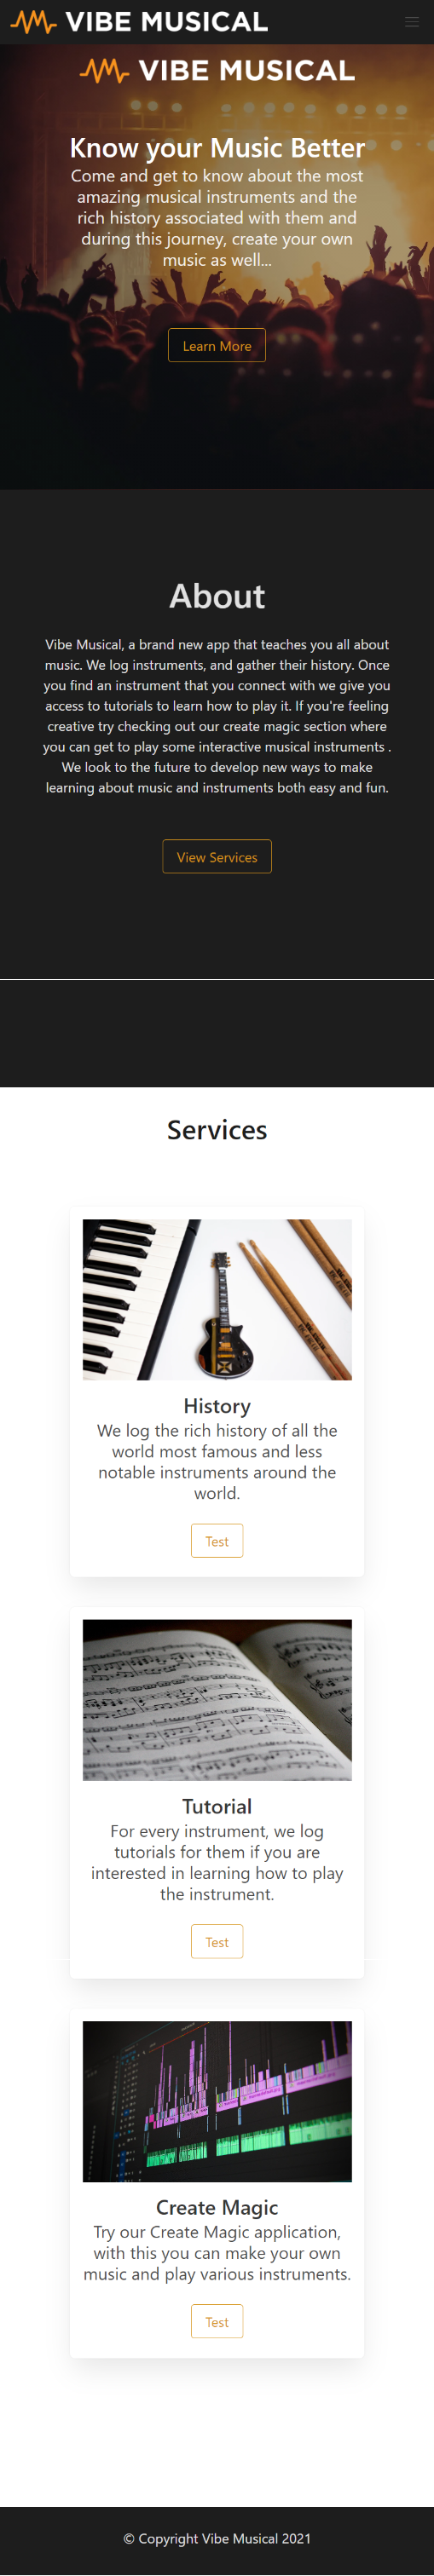 VIBE MUSICAL
VIBE MUSICAL
Know your Music Better
Come and get to know about the most
amazing musical instruments and the
rich history associated with them and
during this journey, create your own
music as well...
Learn More
About
Vibe Musical, a brand new app that teaches you all about
music. We log instruments, and gather their history. Once
you find an instrument that you connect with we give you
access to tutorials to learn how to play it. If you're feeling
creative try checking out our create magic section where
you can get to play some interactive musical instruments .
We look to the future to develop new ways to make
learning about music and instruments both easy and fun.
View Services
Services
History
We log the rich history of all the
world most famous and less
notable instruments around the
world.
Test
Tutorial
For every instrument, we log
tutorials for them if you are
interested in learning how to play
the instrument.
Test
Create Magic
Try our Create Magic application,
with this you can make your own
music and play various instruments.
Test
© Copyright Vibe Musical 2021